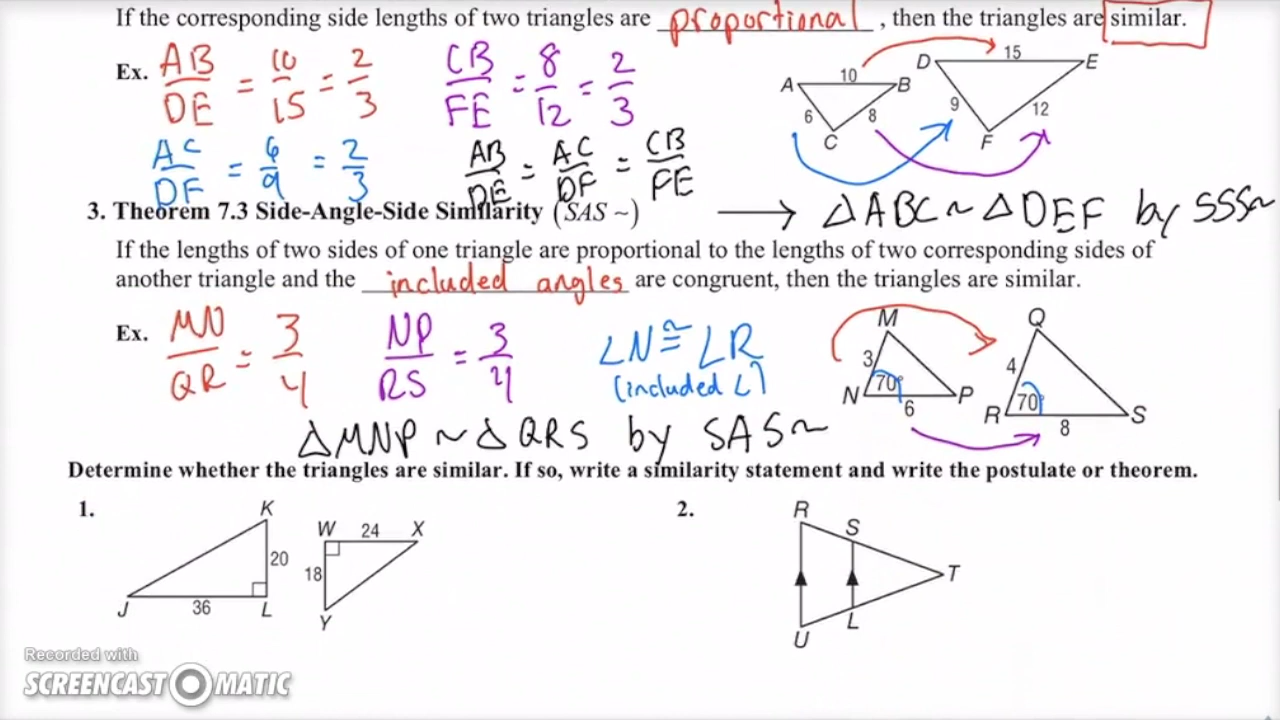 If the corresponding side lengths of two triangles are proportional, then the triangles are similar.
Ex. AB/DE = 10/15 = 2/3 CB/FE = 8/12 = 2/3
A 10 B 6 8 C
D 15 E 9 12 F
AC/DF = 6/9 = 2/3 AB/DE = AC/DF = CB/FE
3. Theorem 7.3 Side-Angle-Side Similarity (SAS ~) → △ABC ~ △DEF by SSS~
If the lengths of two sides of one triangle are proportional to the lengths of two corresponding sides of
another triangle and the included angles are congruent, then the triangles are similar.
Ex. MN/QR = 3/4 NP/RS = 3/4 ∠N ≅ ∠R
(included ∠)
M 3 70° N 6 P
Q 4 70° R 8 S
△MNP ~ △QRS by SAS~
Determine whether the triangles are similar. If so, write a similarity statement and write the postulate or theorem.
1. 2.
K 20 J 36 L
W 24 X 18 Y
R S T L U
Recorded with
SCREENCAST O MATIC